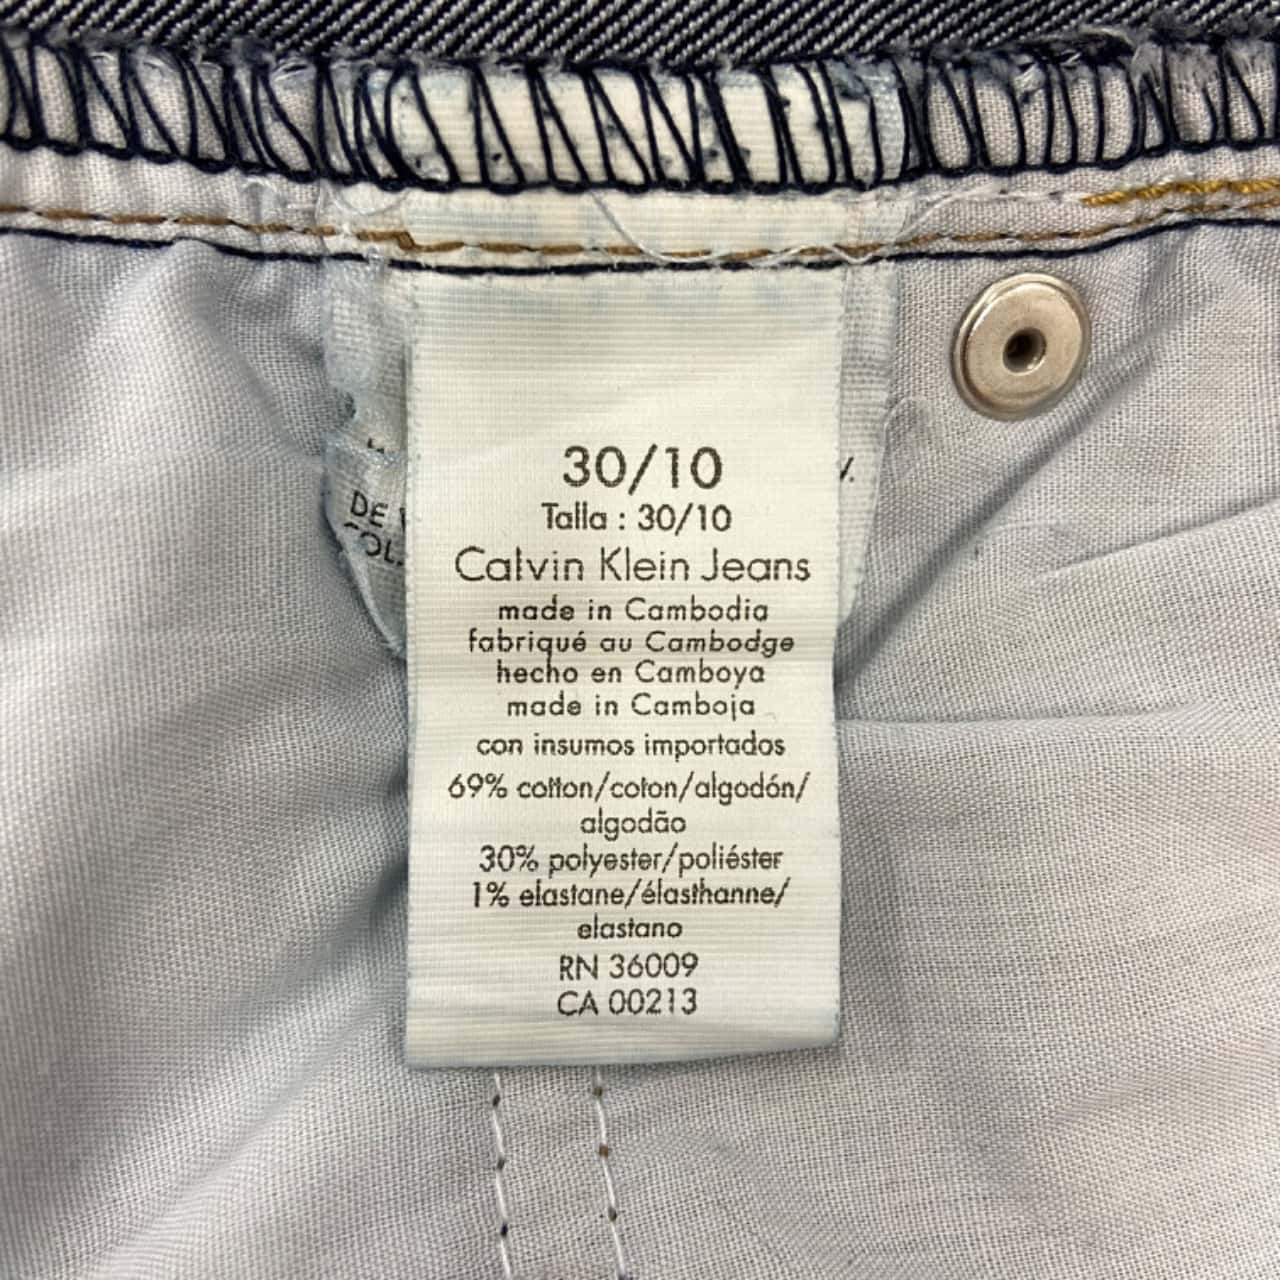 30/10
Talla : 30/10
Calvin Klein Jeans
made in Cambodia
fabriqué au Cambodge
hecho en Camboya
made in Camboja
con insumos importados
69% cotton/coton/algodón/
algodão
30% polyester/poliéster
1% elastane/élasthanne/
elastano
RN 36009
CA 00213
DE